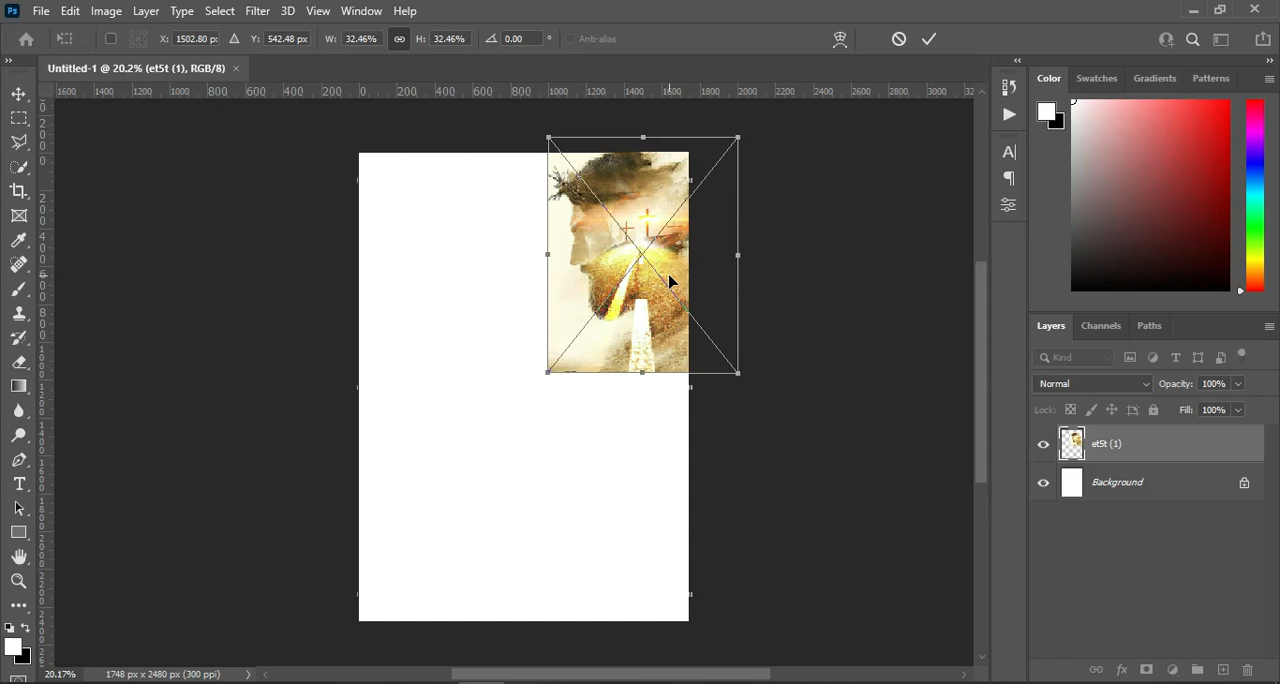 Ps File Edit Image Layer Type Select Filter 3D View Window Help
X: 1502.80 p: Y: 542.48 px W: 32.46% H: 32.46% 0.00 ° Anti-alias
Untitled-1 @ 20.2% (et5t (1), RGB/8) ×
1600 1400 1200 1000 800 600 400 200 0 200 400 600 800 1000 1200 1400 1600 1800 2000 2200 2400 2600 2800 3000 32
Color Swatches Gradients Patterns
Layers Channels Paths
Kind
Normal Opacity: 100%
Lock: Fill: 100%
et5t (1)
Background
20.17% 1748 px x 2480 px (300 ppi)